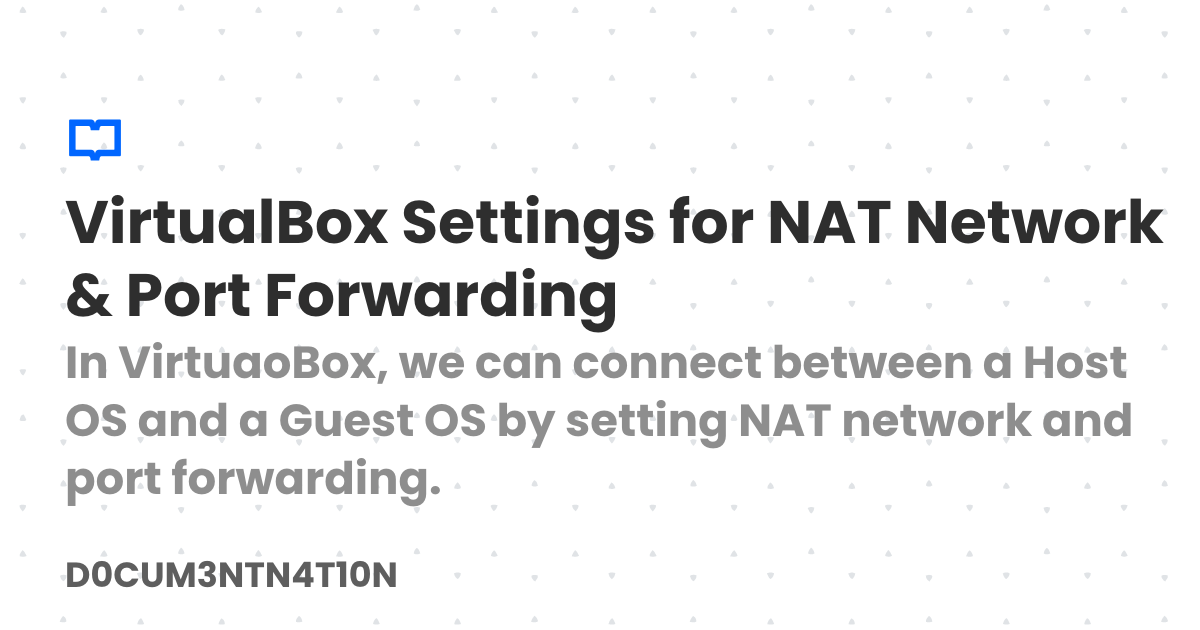 VirtualBox Settings for NAT Network
& Port Forwarding
In VirtuaoBox, we can connect between a Host
OS and a Guest OS by setting NAT network and
port forwarding.
D0CUM3NTN4T10N